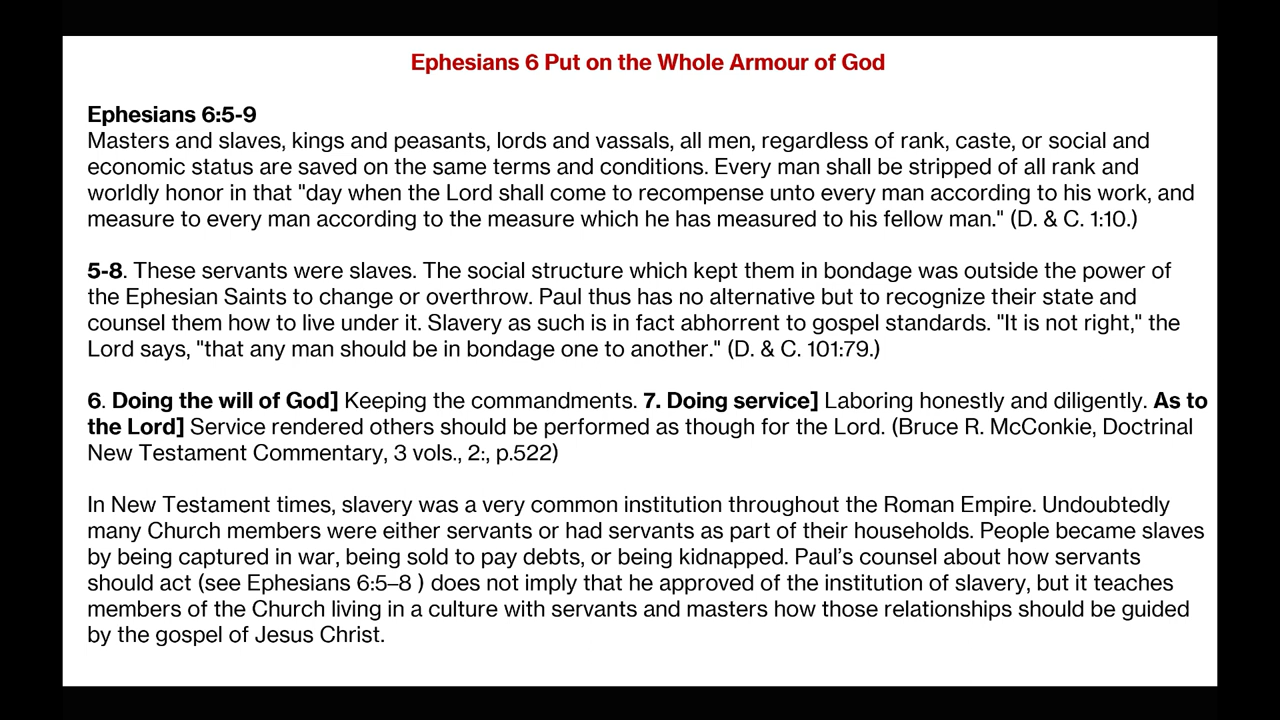 Ephesians 6 Put on the Whole Armour of God
Ephesians 6:5-9
Masters and slaves, kings and peasants, lords and vassals, all men, regardless of rank, caste, or social and
economic status are saved on the same terms and conditions. Every man shall be stripped of all rank and
worldly honor in that "day when the Lord shall come to recompense unto every man according to his work, and
measure to every man according to the measure which he has measured to his fellow man." (D. & C. 1:10.)
5-8. These servants were slaves. The social structure which kept them in bondage was outside the power of
the Ephesian Saints to change or overthrow. Paul thus has no alternative but to recognize their state and
counsel them how to live under it. Slavery as such is in fact abhorrent to gospel standards. "It is not right," the
Lord says, "that any man should be in bondage one to another." (D. & C. 101:79.)
6. Doing the will of God] Keeping the commandments. 7. Doing service] Laboring honestly and diligently. As to
the Lord] Service rendered others should be performed as though for the Lord. (Bruce R. McConkie, Doctrinal
New Testament Commentary, 3 vols., 2:, p.522)
In New Testament times, slavery was a very common institution throughout the Roman Empire. Undoubtedly
many Church members were either servants or had servants as part of their households. People became slaves
by being captured in war, being sold to pay debts, or being kidnapped. Paul’s counsel about how servants
should act (see Ephesians 6:5–8 ) does not imply that he approved of the institution of slavery, but it teaches
members of the Church living in a culture with servants and masters how those relationships should be guided
by the gospel of Jesus Christ.